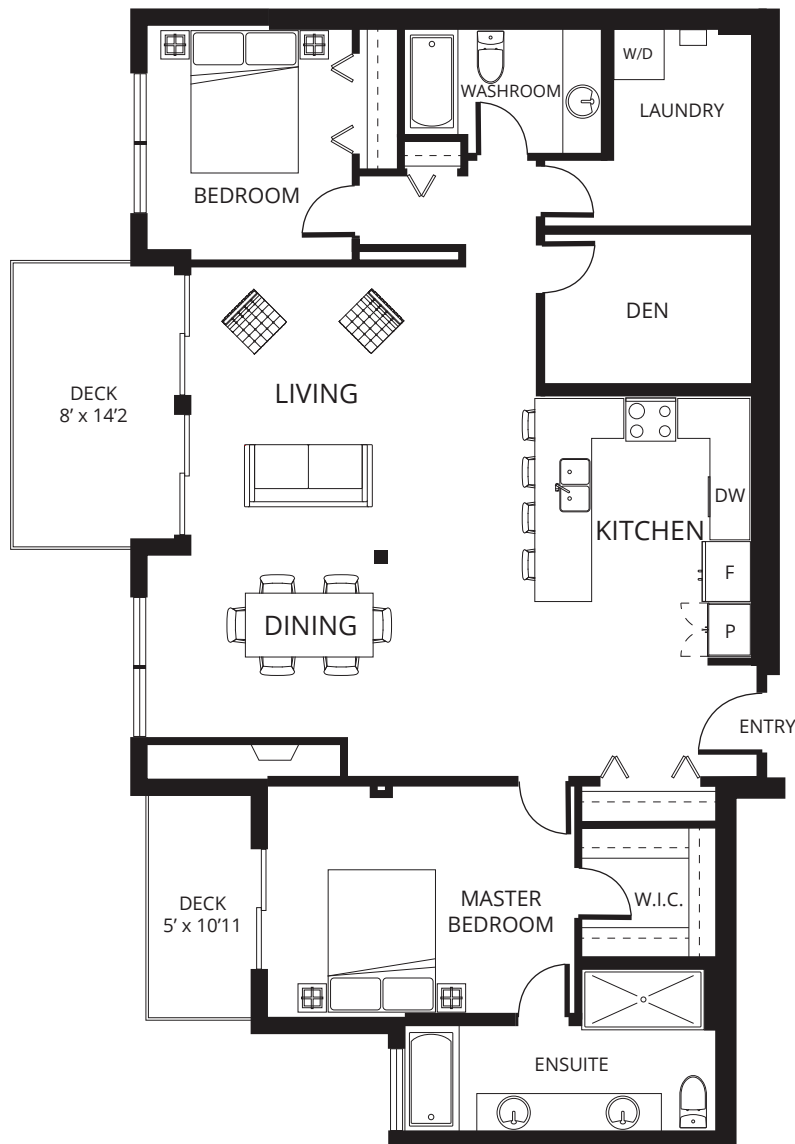 W/D
WASHROOM
LAUNDRY
BEDROOM
DEN
LIVING
DECK
8’ x 14’2
DW
KITCHEN
F
DINING
P
ENTRY
MASTER
BEDROOM
W.I.C.
DECK
5’ x 10’11
ENSUITE